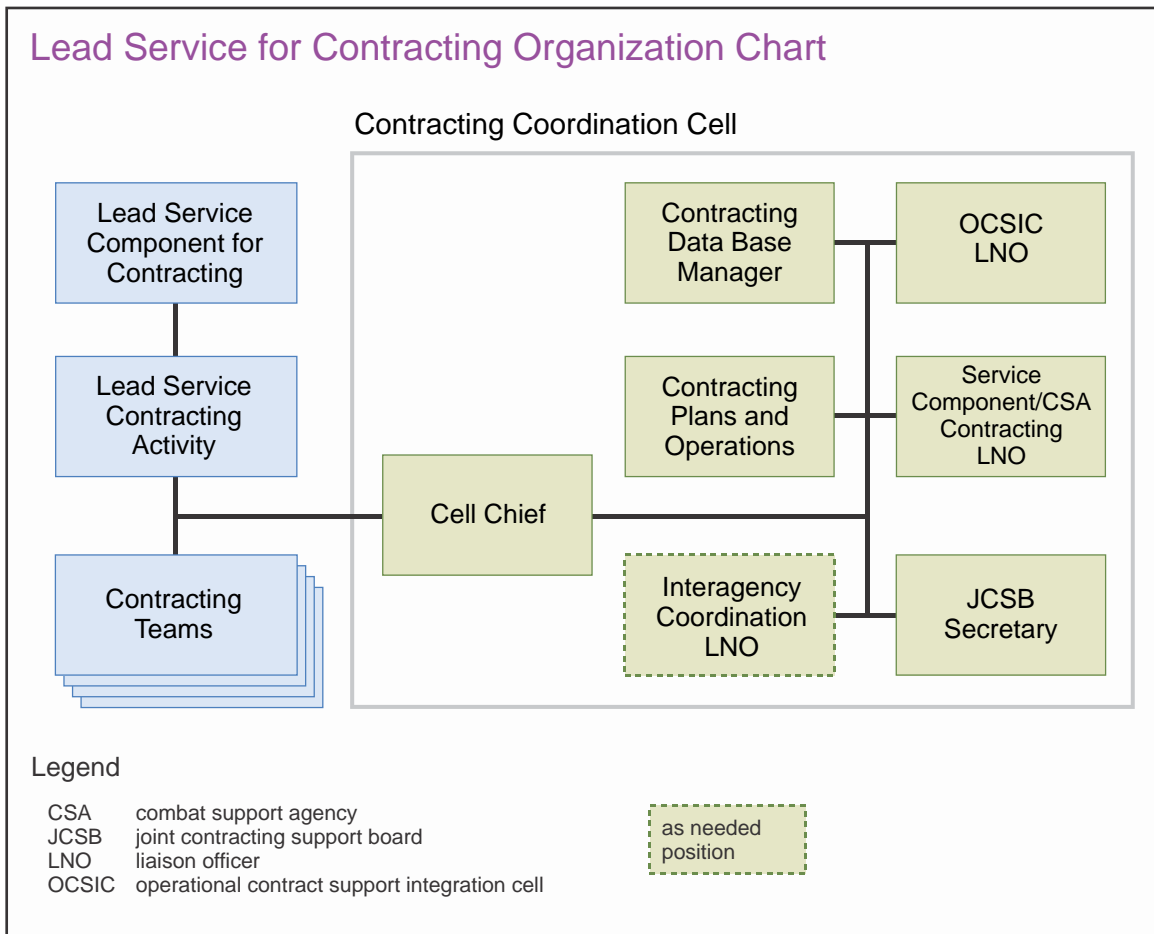 Lead Service for Contracting Organization Chart
Contracting Coordination Cell
Lead Service
Component for
Contracting
Contracting
Data Base
Manager
OCSIC
LNO
Lead Service
Contracting
Activity
Contracting
Plans and
Operations
Service
Component/CSA
Contracting
LNO
Cell Chief
Contracting
Teams
Interagency
Coordination
LNO
JCSB
Secretary
Legend
CSA combat support agency
JCSB joint contracting support board
LNO liaison officer
OCSIC operational contract support integration cell
as needed
position